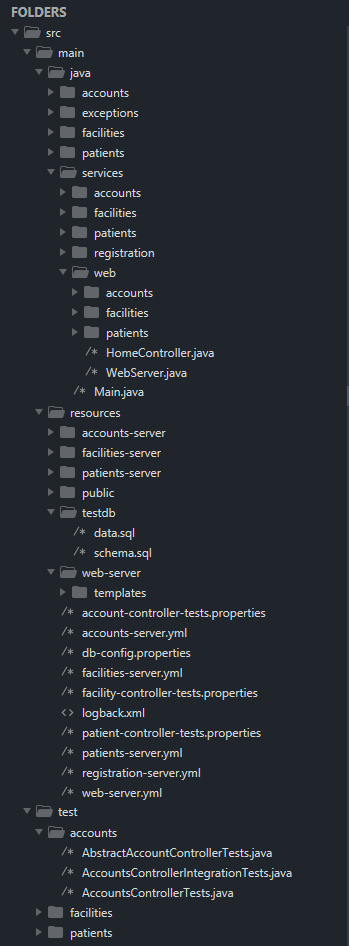 FOLDERS
src
main
java
accounts
exceptions
facilities
patients
services
accounts
facilities
patients
registration
web
accounts
facilities
patients
/* HomeController.java
/* WebServer.java
/* Main.java
resources
accounts-server
facilities-server
patients-server
public
testdb
/* data.sql
/* schema.sql
web-server
templates
/* account-controller-tests.properties
/* accounts-server.yml
/* db-config.properties
/* facilities-server.yml
/* facility-controller-tests.properties
<> logback.xml
/* patient-controller-tests.properties
/* patients-server.yml
/* registration-server.yml
/* web-server.yml
test
accounts
/* AbstractAccountControllerTests.java
/* AccountsControllerIntegrationTests.java
/* AccountsControllerTests.java
facilities
patients